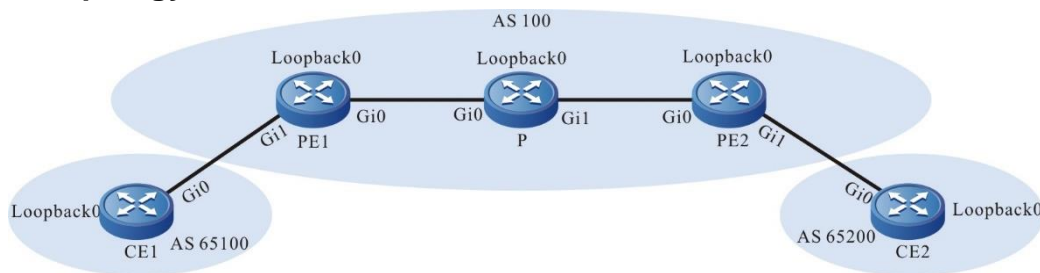 AS 100
Loopback0
Loopback0
Loopback0
Gi0
Gi0
Gi1
Gi0
Gi1
PE1
P
PE2
Gi1
Gi0
Gi0
Loopback0
Loopback0
CE1
AS 65100
AS 65200
CE2